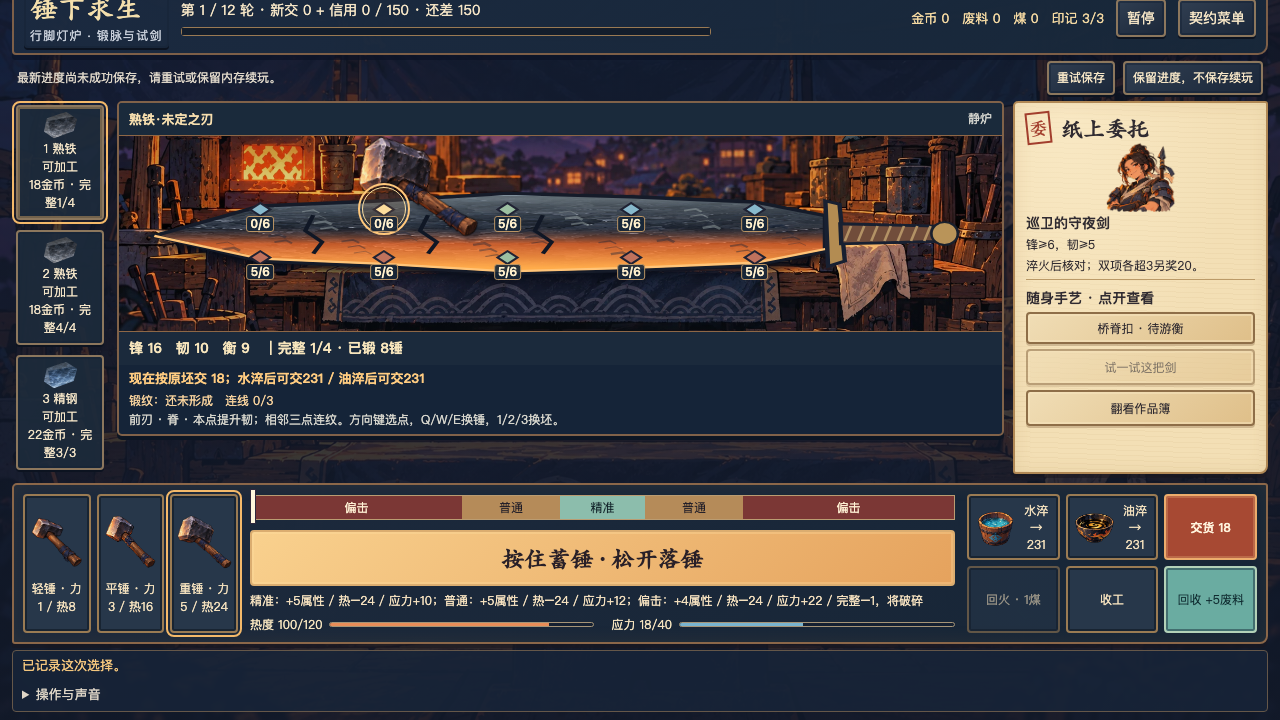 锤下求生
行脚灯炉 · 锻脉与试剑
第 1 / 12 轮 · 新交 0 + 信用 0 / 150 · 还差 150
金币 0 废料 0 煤 0 印记 3/3
暂停
契约菜单
最新进度尚未成功保存，请重试或保留内存续玩。
重试保存
保留进度，不保存续玩
1 熟铁
可加工
18金币 · 完
整1/4
2 熟铁
可加工
18金币 · 完
整4/4
3 精钢
可加工
22金币 · 完
整3/3
熟铁·未定之刃
静炉
0/6
0/6
5/6
5/6
5/6
5/6
5/6
5/6
5/6
5/6
锋 16 韧 10 衡 9 | 完整 1/4 · 已锻 8锤
现在按原坯交 18；水淬后可交231 / 油淬后可交231
锻纹：还未形成 连线 0/3
前刃 · 脊 · 本点提升韧；相邻三点连纹。方向键选点，Q/W/E换锤，1/2/3换坯。
委
纸上委托
巡卫的守夜剑
锋≥6，韧≥5
淬火后核对；双项各超3另奖20。
随身手艺 · 点开查看
桥脊扣 · 待游衡
试一试这把剑
翻看作品簿
轻锤 · 力
1 / 热8
平锤 · 力
3 / 热16
重锤 · 力
5 / 热24
偏击
普通
精准
普通
偏击
按住蓄锤 · 松开落锤
精准：+5属性 / 热−24 / 应力+10；普通：+5属性 / 热−24 / 应力+12；偏击：+4属性 / 热−24 / 应力+22 / 完整−1，将破碎
热度 100/120
应力 18/40
水淬
→
231
油淬
→
231
交货 18
回火 · 1煤
收工
回收 +5废料
已记录这次选择。
▶ 操作与声音